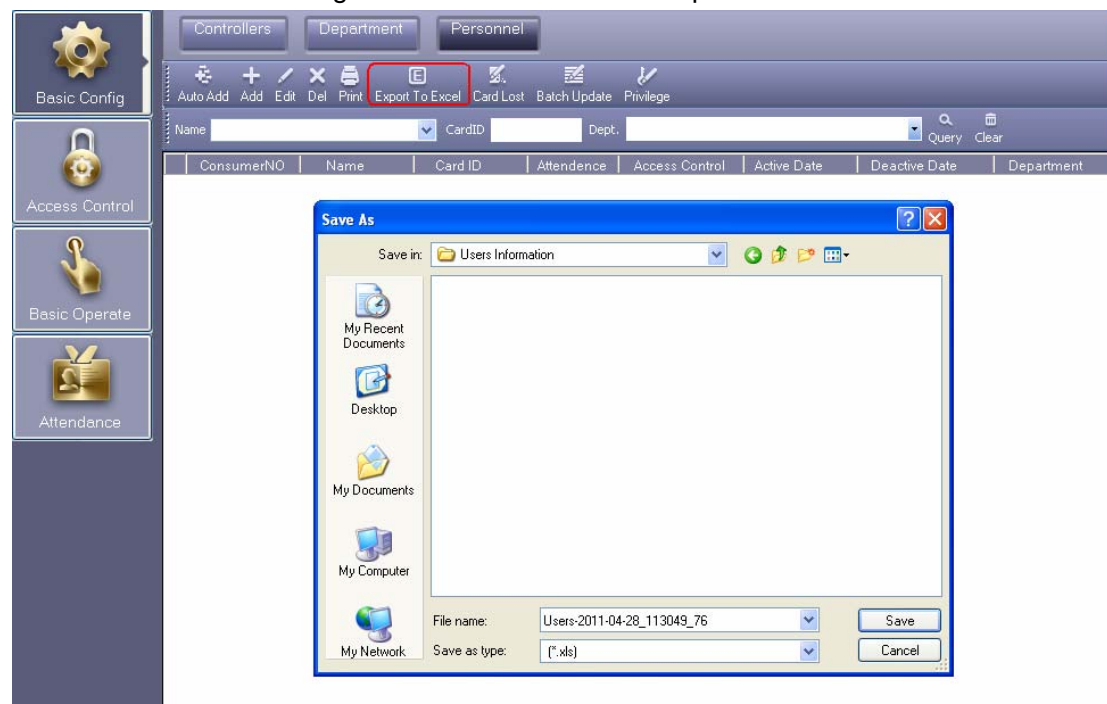 Controllers Department Personnel
Basic Config
Auto Add Add Edit Del Print Export To Excel Card Lost Batch Update Privilege
Name CardID Dept. Query Clear
ConsumerNO Name Card ID Attendence Access Control Active Date Deactive Date Department
Access Control
Save As
Save in: Users Information
My Recent
Documents
Basic Operate
Desktop
Attendance
My Documents
My Computer
File name: Users-2011-04-28_113049_76 Save
My Network Save as type: (*.xls) Cancel